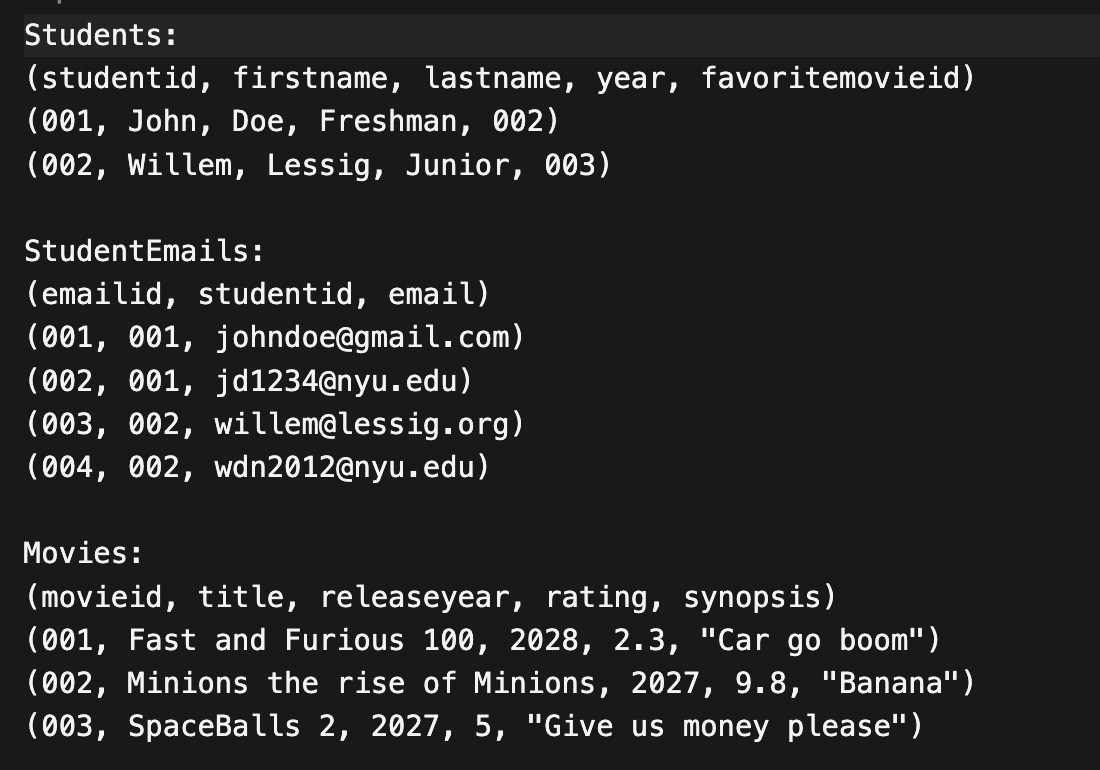 Students:
(studentid, firstname, lastname, year, favoritemovieid)
(001, John, Doe, Freshman, 002)
(002, Willem, Lessig, Junior, 003)
StudentEmails:
(emailid, studentid, email)
(001, 001, johndoe@gmail.com)
(002, 001, jd1234@nyu.edu)
(003, 002, willem@lessig.org)
(004, 002, wdn2012@nyu.edu)
Movies:
(movieid, title, releaseyear, rating, synopsis)
(001, Fast and Furious 100, 2028, 2.3, "Car go boom")
(002, Minions the rise of Minions, 2027, 9.8, "Banana")
(003, SpaceBalls 2, 2027, 5, "Give us money please")